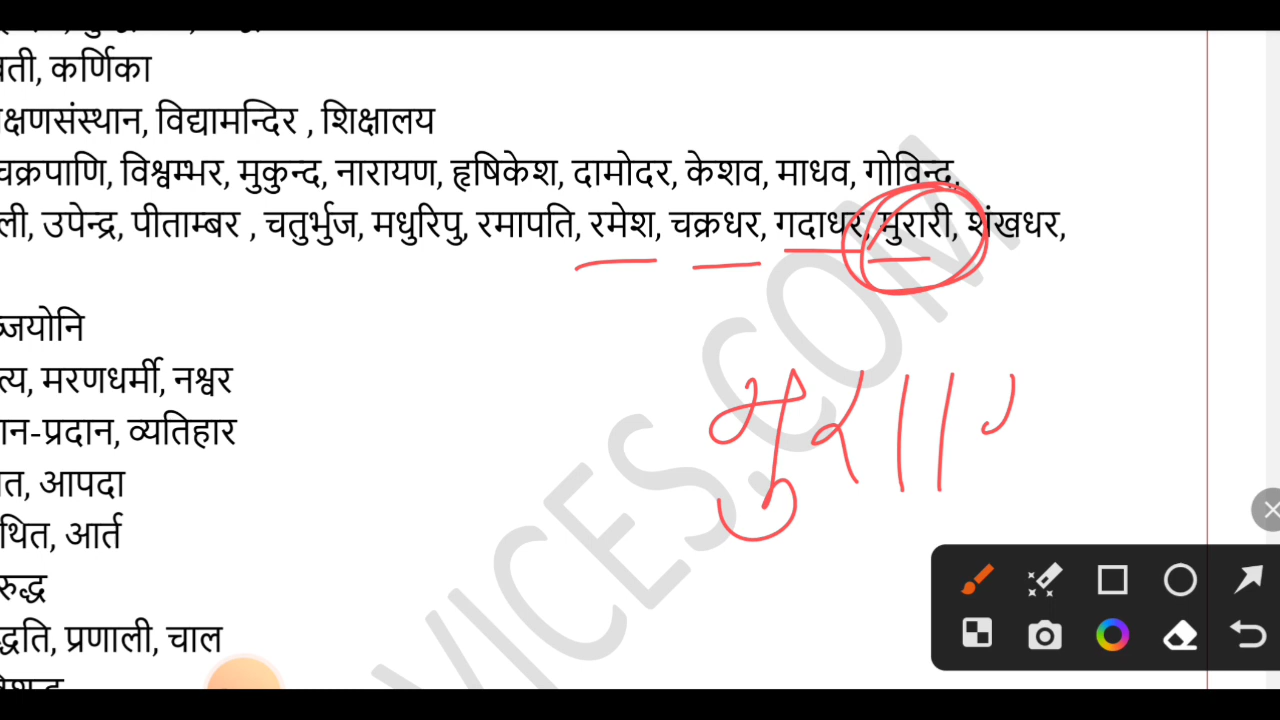 वती, कर्णिका
क्षणसंस्थान, विद्यामन्दिर , शिक्षालय
चक्रपाणि, विश्वम्भर, मुकुन्द, नारायण, हृषिकेश, दामोदर, केशव, माधव, गोविन्द,
ली, उपेन्द्र, पीताम्बर , चतुर्भुज, मधुरिपु, रमापति, रमेश, चक्रधर, गदाधर, मुरारी, शंखधर,
जयोनि
त्य, मरणधर्मी, नश्वर
ान-प्रदान, व्यतिहार
त, आपदा
थित, आर्त
रुद्ध
द्धति, प्रणाली, चाल
VICES.COM